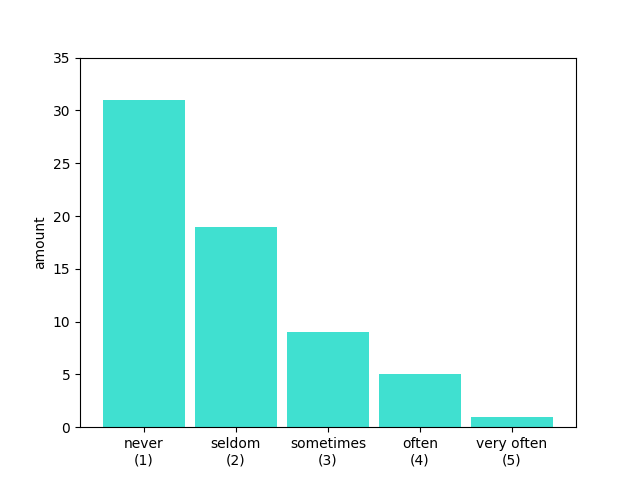 35
30
25
20
15
10
5
0
amount
never seldom sometimes often very often
(1) (2) (3) (4) (5)